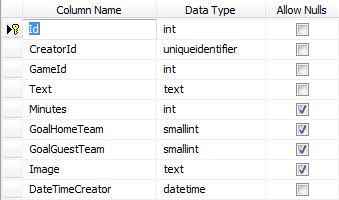 Column Name Data Type Allow Nulls
Id int
CreatorId uniqueidentifier
GameId int
Text text
Minutes int
GoalHomeTeam smallint
GoalGuestTeam smallint
Image text
DateTimeCreator datetime